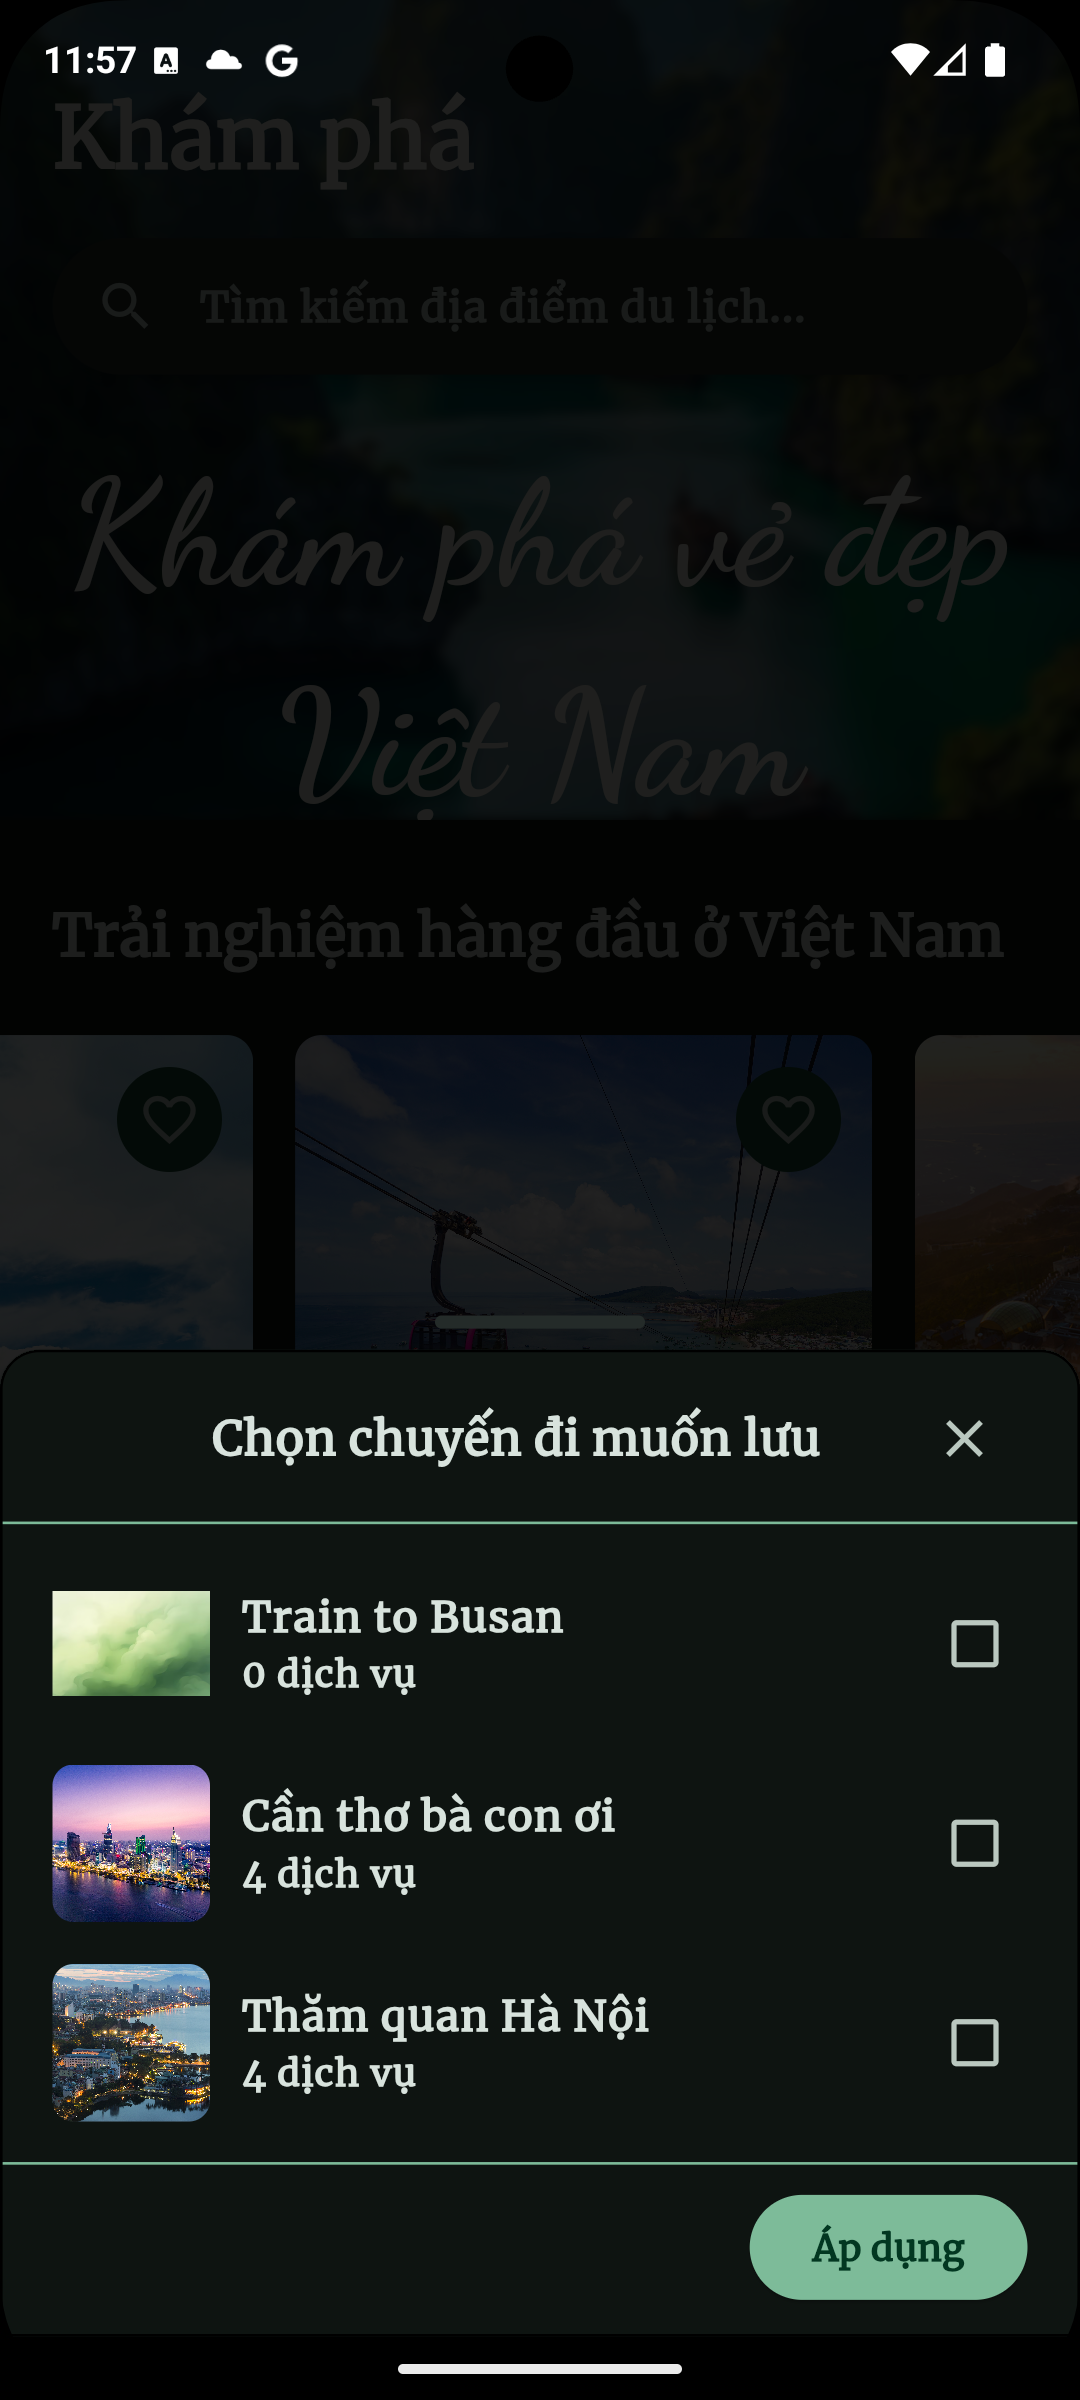 11:57
Khám phá
Tìm kiếm địa điểm du lịch...
Khám phá vẻ đẹp
Việt Nam
Trải nghiệm hàng đầu ở Việt Nam
Chọn chuyến đi muốn lưu
Train to Busan
0 dịch vụ
Cần thơ bà con ơi
4 dịch vụ
Thăm quan Hà Nội
4 dịch vụ
Áp dụng